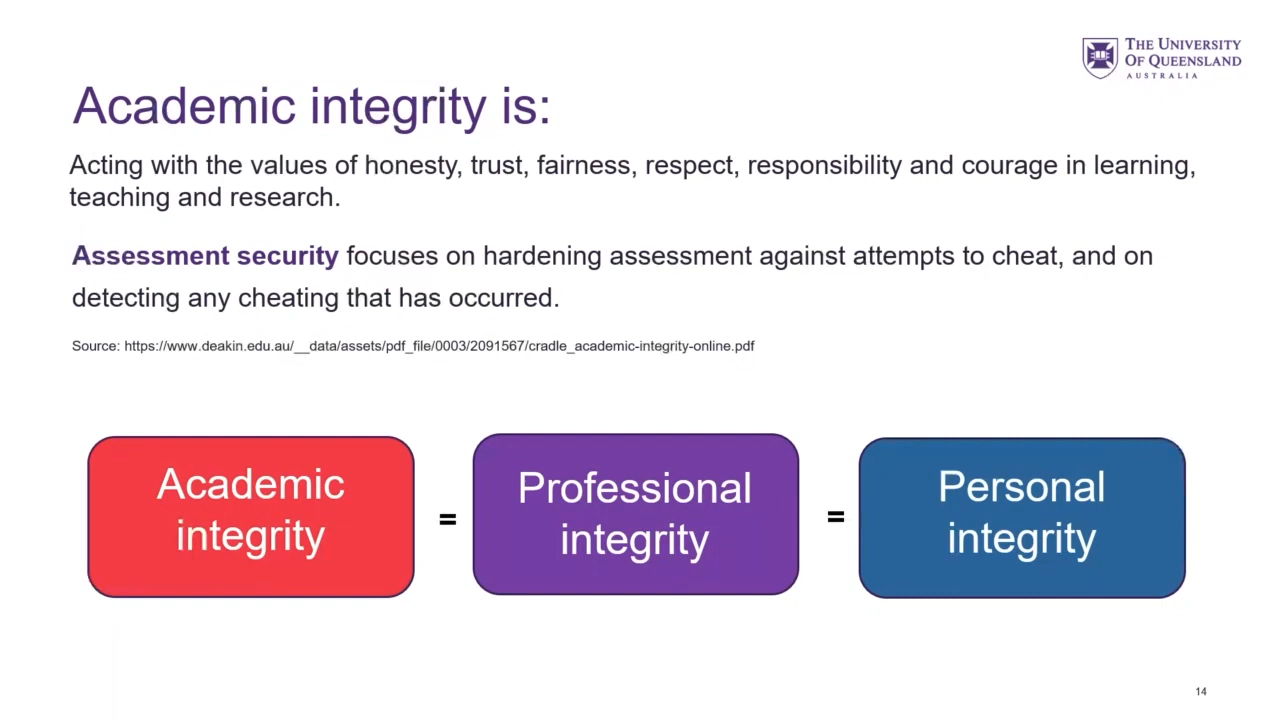 THE UNIVERSITY
OF QUEENSLAND
AUSTRALIA
Academic integrity is:
Acting with the values of honesty, trust, fairness, respect, responsibility and courage in learning,
teaching and research.
Assessment security focuses on hardening assessment against attempts to cheat, and on
detecting any cheating that has occurred.
Source: https://www.deakin.edu.au/__data/assets/pdf_file/0003/2091567/cradle_academic-integrity-online.pdf
Academic
integrity
=
Professional
integrity
=
Personal
integrity
14